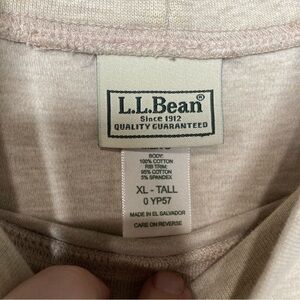 L.L.Bean®
Since 1912
QUALITY GUARANTEED
BODY:
100% COTTON
RIB TRIM:
95% COTTON
5% SPANDEX
XL - TALL
0 YP57
MADE IN EL SALVADOR
CARE ON REVERSE